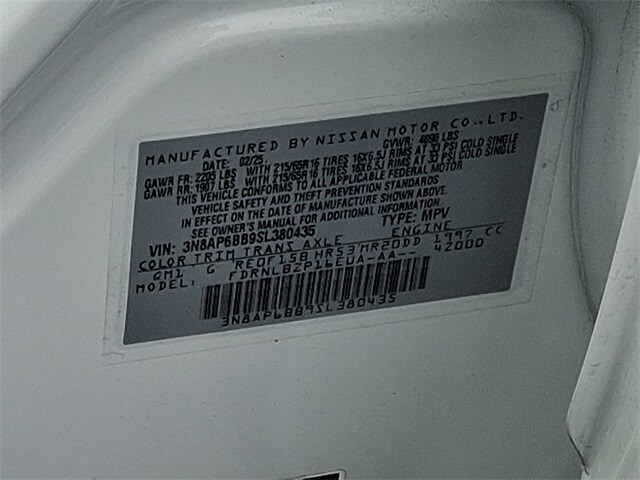 MANUFACTURED BY NISSAN MOTOR CO.,LTD.
DATE: 02/25 GVWR: 4090 LBS
GAWR FR: 2205 LBS WITH 215/65R16 TIRES 16X6.5J RIMS AT 33 PSI COLD SINGLE
GAWR RR: 1907 LBS WITH 215/65R16 TIRES 16X6.5J RIMS AT 33 PSI COLD SINGLE
THIS VEHICLE CONFORMS TO ALL APPLICABLE FEDERAL MOTOR
VEHICLE SAFETY AND THEFT PREVENTION STANDARDS
IN EFFECT ON THE DATE OF MANUFACTURE SHOWN ABOVE.
SEE OWNER'S MANUAL FOR ADDITIONAL INFORMATION
VIN: 3N8AP6BB9SL380435 TYPE: MPV
COLOR TRIM TRANS AXLE ENGINE 1997 CC
GM1 G RE0F15B HR53 MR20DD 42000
MODEL: FDRNLBZP16EUA-AA--
3N8AP6BB9SL380435